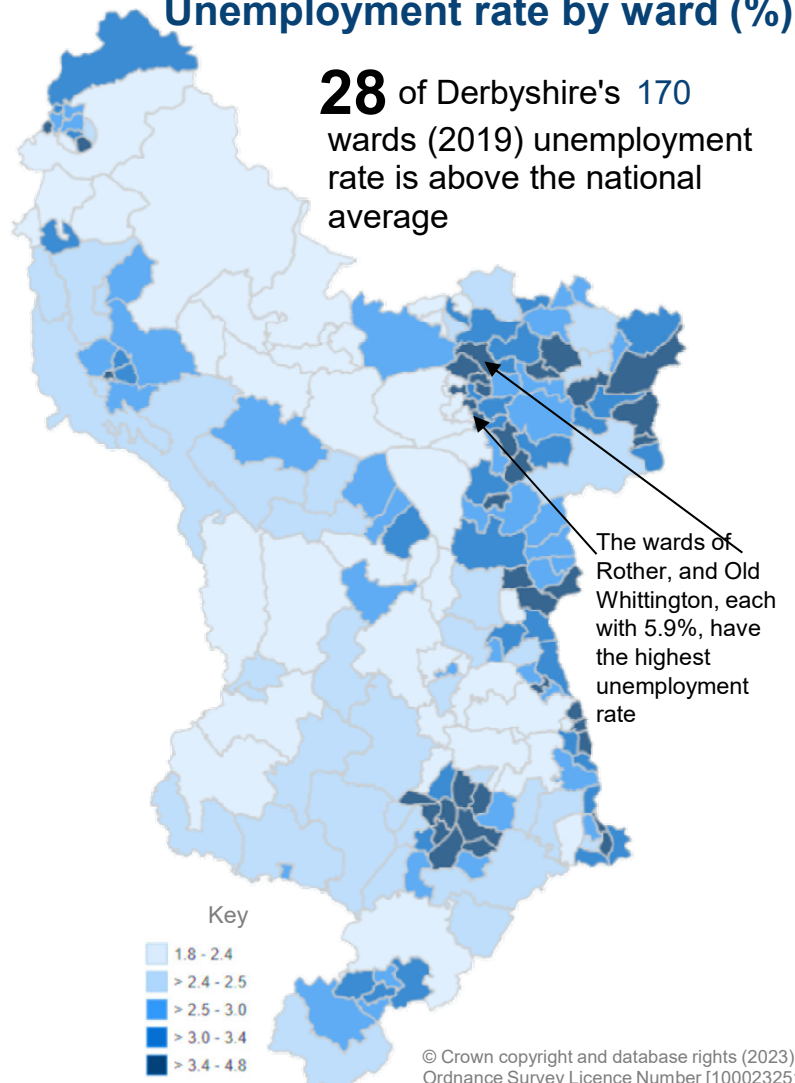 Unemployment rate by ward (%)
28 of Derbyshire's 170
wards (2019) unemployment
rate is above the national
average
The wards of
Rother, and Old
Whittington, each
with 5.9%, have
the highest
unemployment
rate
Key
1.8 - 2.4
> 2.4 - 2.5
> 2.5 - 3.0
> 3.0 - 3.4
> 3.4 - 4.8
© Crown copyright and database rights (2023)
Ordnance Survey Licence Number [10002325